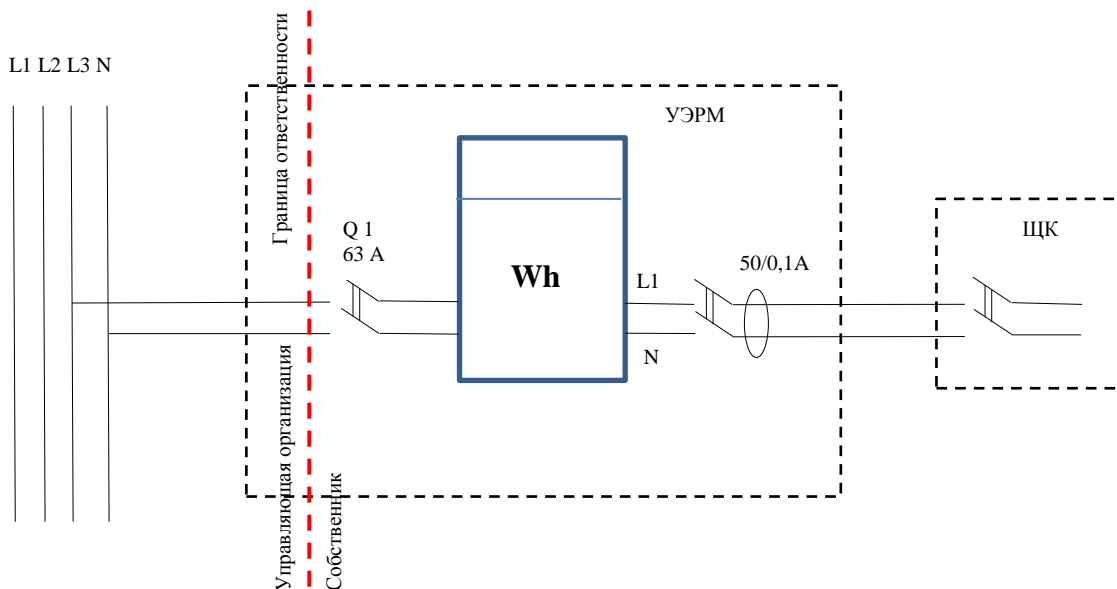 L1 L2 L3 N
Граница ответственности
УЭРМ
Q 1
63 А
Wh
L1
N
50/0,1А
ЩК
Управляющая организация
Собственник